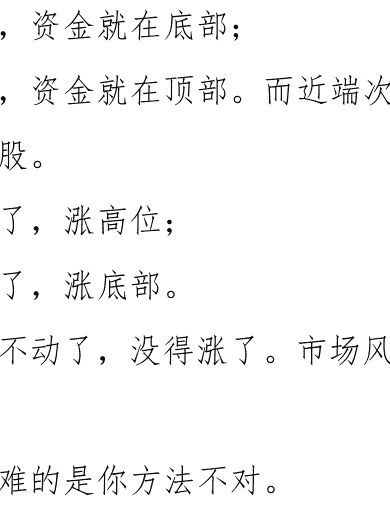 ，资金就在底部；
，资金就在顶部。而近端次
股。
了，涨高位；
了，涨底部。
不动了，没得涨了。市场风
难的是你方法不对。